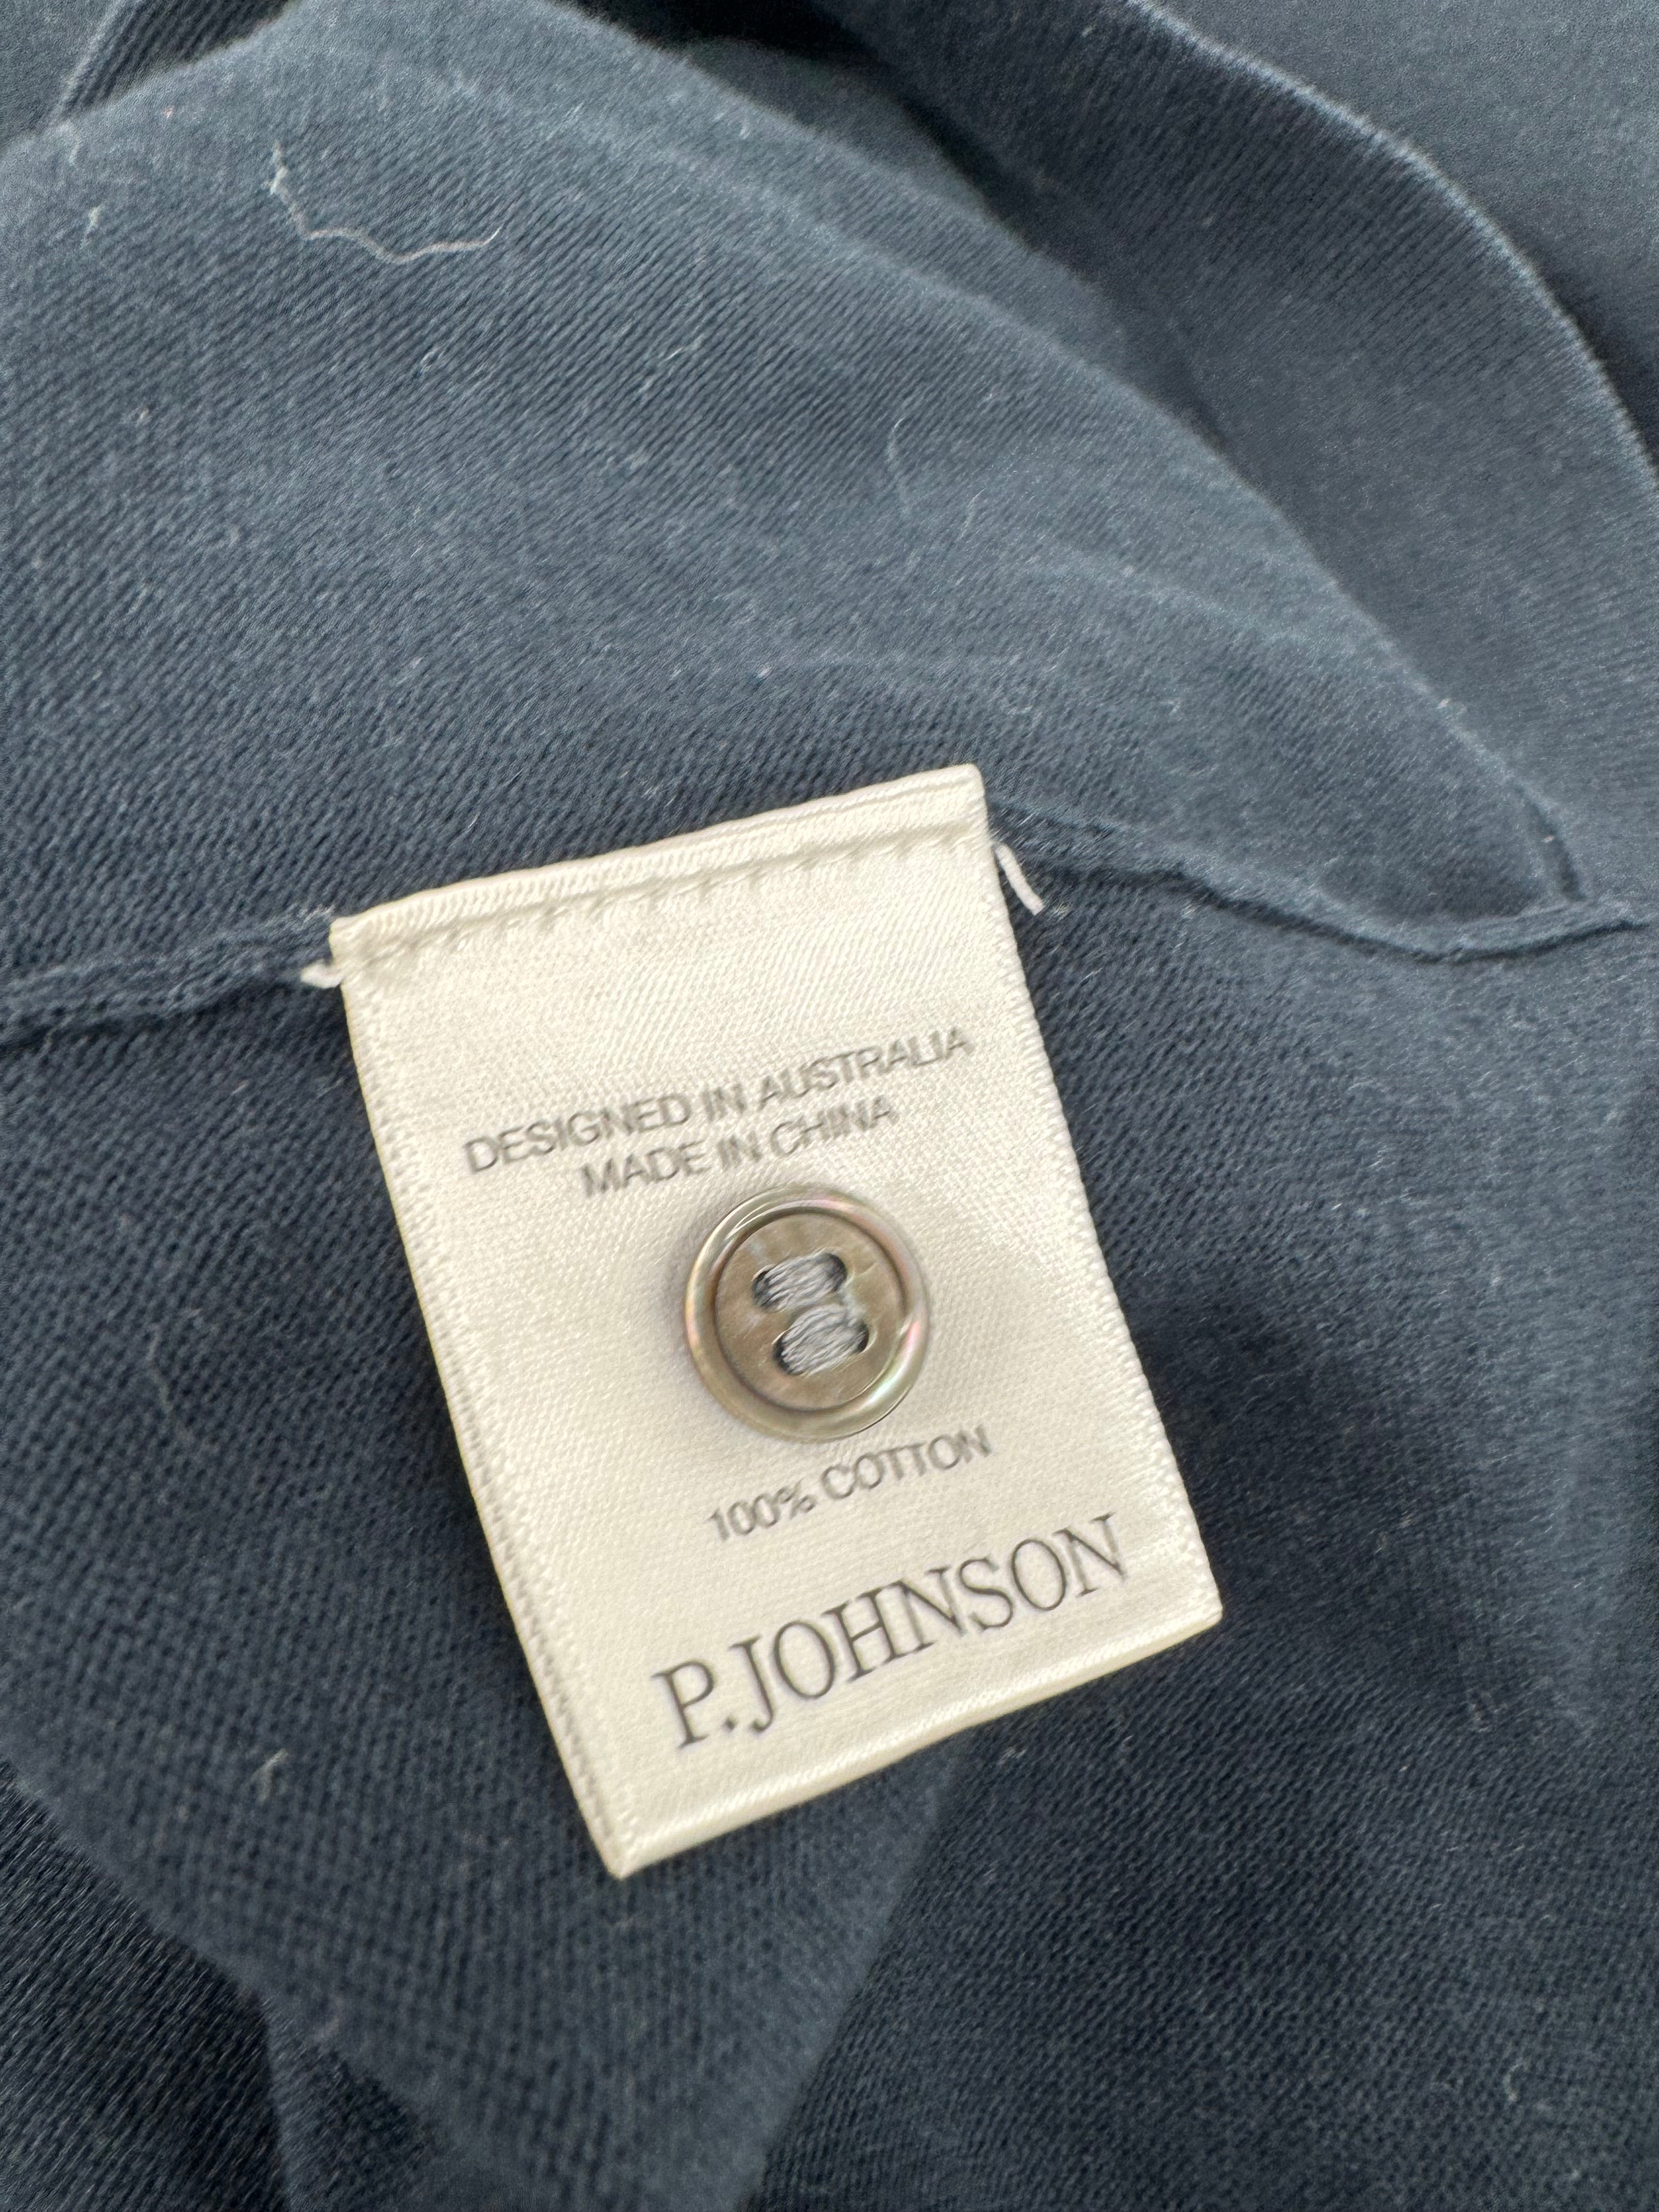 DESIGNED IN AUSTRALIA
MADE IN CHINA
100% COTTON
P.JOHNSON